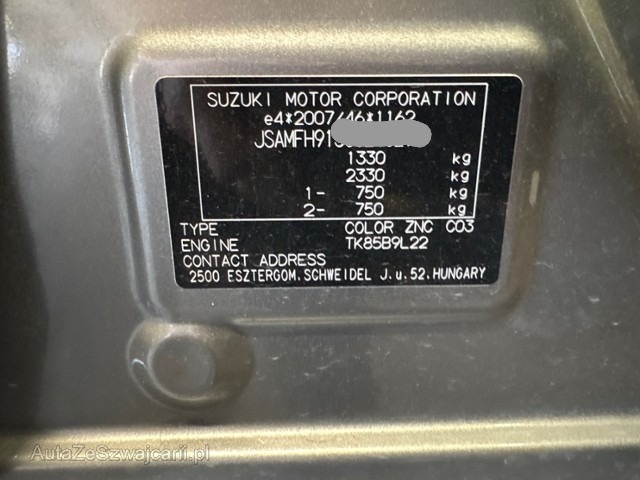 SUZUKI MOTOR CORPORATION
e4*2007/46*1162
JSAMFH91
1330 kg
2330 kg
1- 750 kg
2- 750 kg
TYPE COLOR ZNC C03
ENGINE TK85B9L22
CONTACT ADDRESS
2500 ESZTERGOM.SCHWEIDEL J.u.52.HUNGARY
AutaZeSzwajcarii.pl